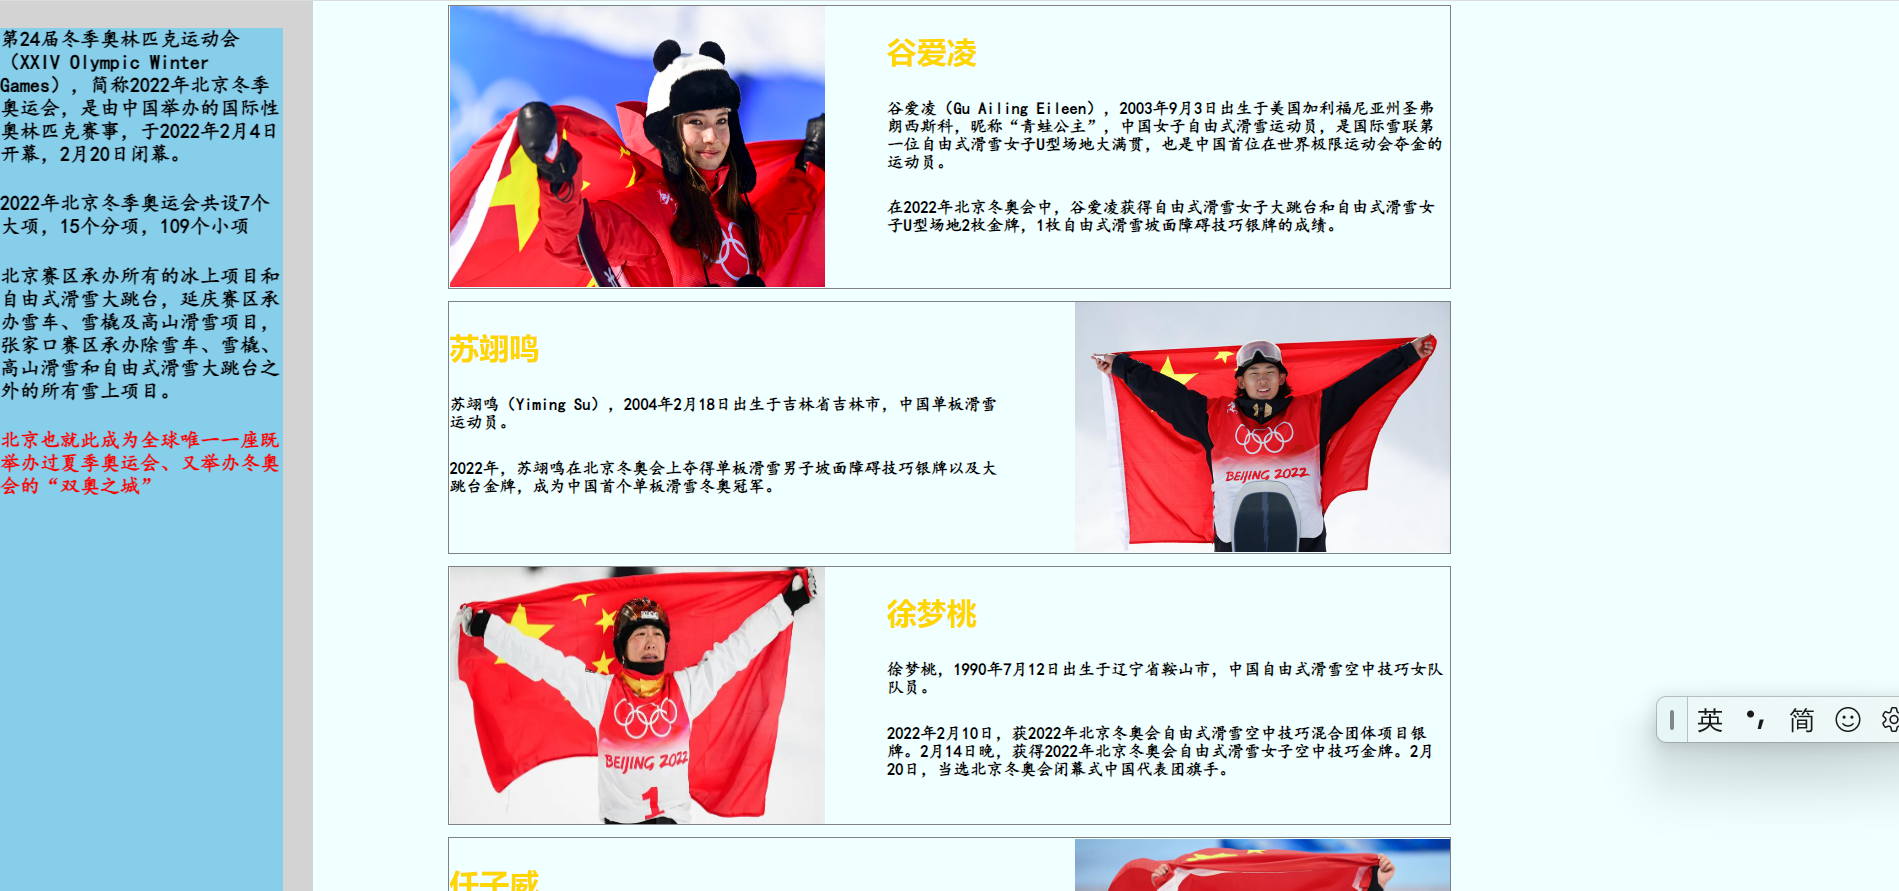 第24届冬季奥林匹克运动会
（XXIV Olympic Winter
Games），简称2022年北京冬季
奥运会，是由中国举办的国际性
奥林匹克赛事，于2022年2月4日
开幕，2月20日闭幕。
2022年北京冬季奥运会共设7个
大项，15个分项，109个小项
北京赛区承办所有的冰上项目和
自由式滑雪大跳台，延庆赛区承
办雪车、雪橇及高山滑雪项目，
张家口赛区承办除雪车、雪橇、
高山滑雪和自由式滑雪大跳台之
外的所有雪上项目。
北京也就此成为全球唯一一座既
举办过夏季奥运会、又举办冬奥
会的“双奥之城”
谷爱凌
谷爱凌（Gu Ailing Eileen），2003年9月3日出生于美国加利福尼亚州圣弗
朗西斯科，昵称“青蛙公主”，中国女子自由式滑雪运动员，是国际雪联第
一位自由式滑雪女子U型场地大满贯，也是中国首位在世界极限运动会夺金的
运动员。
在2022年北京冬奥会中，谷爱凌获得自由式滑雪女子大跳台和自由式滑雪女
子U型场地2枚金牌，1枚自由式滑雪坡面障碍技巧银牌的成绩。
苏翊鸣
苏翊鸣（Yiming Su），2004年2月18日出生于吉林省吉林市，中国单板滑雪
运动员。
2022年，苏翊鸣在北京冬奥会上夺得单板滑雪男子坡面障碍技巧银牌以及大
跳台金牌，成为中国首个单板滑雪冬奥冠军。
BEIJING 2022
徐梦桃
徐梦桃，1990年7月12日出生于辽宁省鞍山市，中国自由式滑雪空中技巧女队
队员。
2022年2月10日，获2022年北京冬奥会自由式滑雪空中技巧混合团体项目银
牌。2月14日晚，获得2022年北京冬奥会自由式滑雪女子空中技巧金牌。2月
20日，当选北京冬奥会闭幕式中国代表团旗手。
BEIJING 2022
1
任子威
英 简